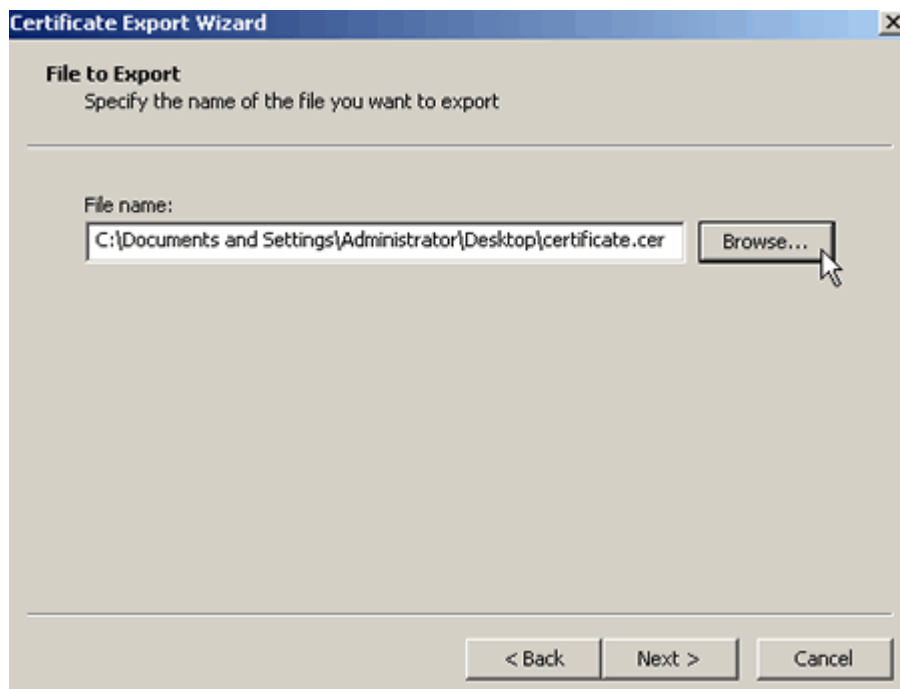 Certificate Export Wizard
File to Export
Specify the name of the file you want to export
File name:
C:\Documents and Settings\Administrator\Desktop\certificate.cer
Browse...
< Back
Next >
Cancel